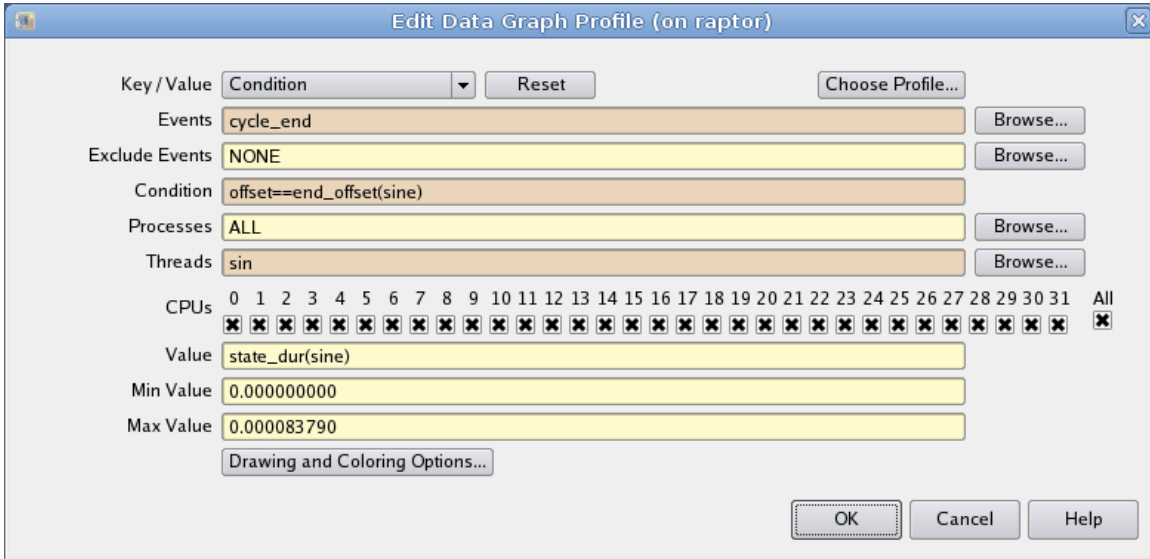 Edit Data Graph Profile (on raptor)
Key / Value Condition Reset Choose Profile...
Events cycle_end Browse...
Exclude Events NONE Browse...
Condition offset==end_offset(sine)
Processes ALL Browse...
Threads sin Browse...
CPUs 0 1 2 3 4 5 6 7 8 9 10 11 12 13 14 15 16 17 18 19 20 21 22 23 24 25 26 27 28 29 30 31 All
Value state_dur(sine)
Min Value 0.000000000
Max Value 0.000083790
Drawing and Coloring Options...
OK Cancel Help